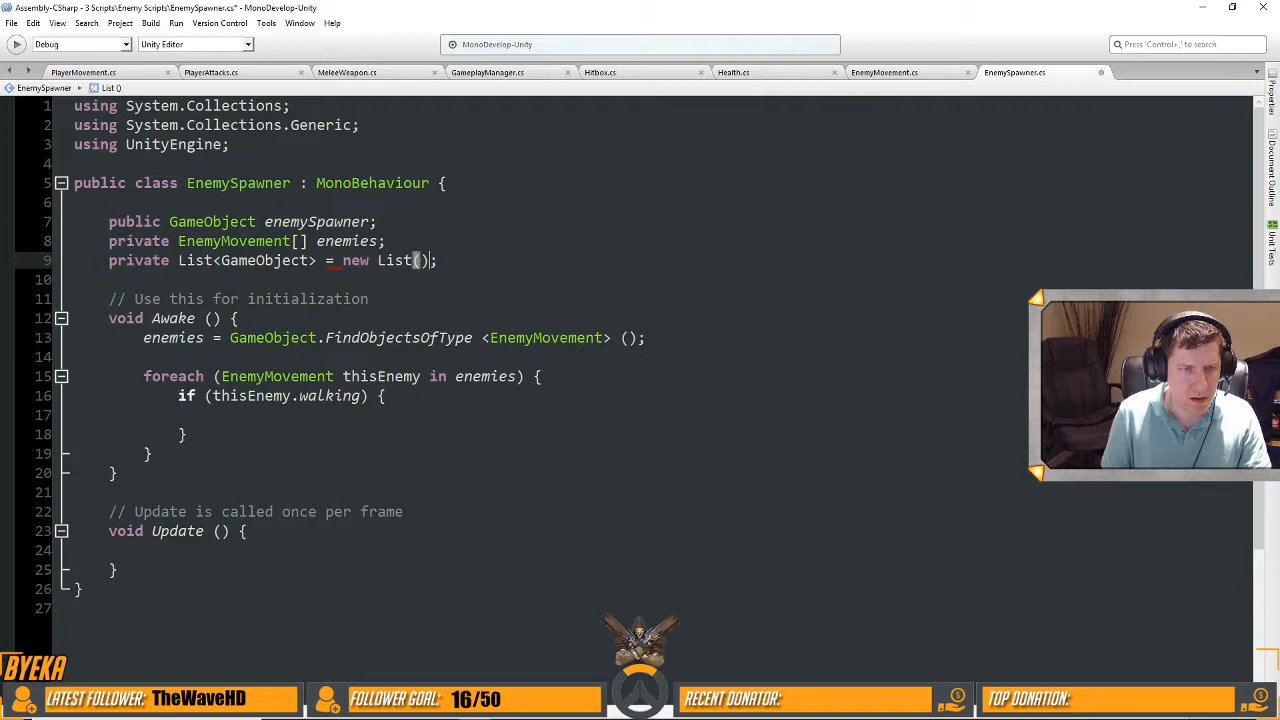 Assembly-CSharp - 3 Scripts\Enemy Scripts\EnemySpawner.cs* - MonoDevelop-Unity
File Edit View Search Project Build Run Version Control Tools Window Help
Debug Unity Editor MonoDevelop-Unity Press 'Control+,' to search
PlayerMovement.cs PlayerAttacks.cs MeleeWeapon.cs GameplayManager.cs Hitbox.cs Health.cs EnemyMovement.cs EnemySpawner.cs
EnemySpawner List ()
1 using System.Collections;
2 using System.Collections.Generic;
3 using UnityEngine;
4
5 public class EnemySpawner : MonoBehaviour {
6
7 public GameObject enemySpawner;
8 private EnemyMovement[] enemies;
9 private List<GameObject> = new List();
10
11 // Use this for initialization
12 void Awake () {
13 enemies = GameObject.FindObjectsOfType <EnemyMovement> ();
14
15 foreach (EnemyMovement thisEnemy in enemies) {
16 if (thisEnemy.walking) {
17
18 }
19 }
20 }
21
22 // Update is called once per frame
23 void Update () {
24
25 }
26 }
27
Properties
Document Outline
Unit Tests
BYEKA
LATEST FOLLOWER: TheWaveHD FOLLOWER GOAL: 16/50 RECENT DONATOR: TOP DONATION: